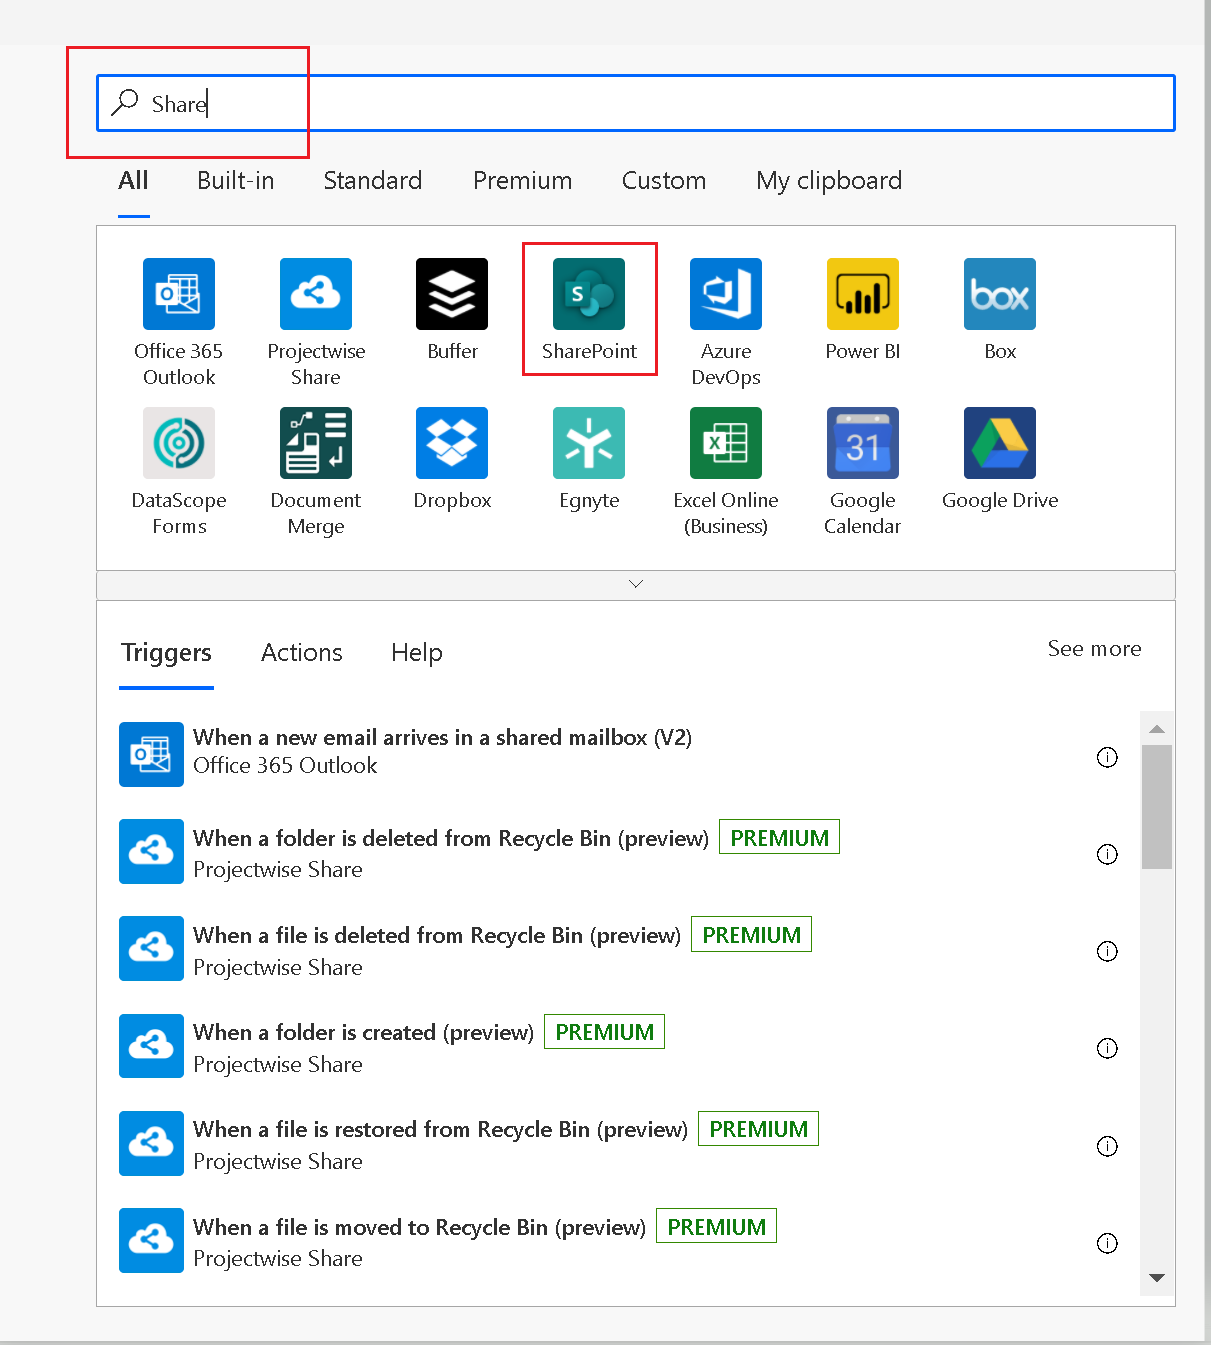 Share
All Built-in Standard Premium Custom My clipboard
Office 365 Outlook
Projectwise Share
Buffer
S
SharePoint
Azure DevOps
Power BI
box
Box
DataScope Forms
Document Merge
Dropbox
Egnyte
Excel Online (Business)
31
Google Calendar
Google Drive
Triggers Actions Help See more
When a new email arrives in a shared mailbox (V2)
Office 365 Outlook
When a folder is deleted from Recycle Bin (preview) PREMIUM
Projectwise Share
When a file is deleted from Recycle Bin (preview) PREMIUM
Projectwise Share
When a folder is created (preview) PREMIUM
Projectwise Share
When a file is restored from Recycle Bin (preview) PREMIUM
Projectwise Share
When a file is moved to Recycle Bin (preview) PREMIUM
Projectwise Share